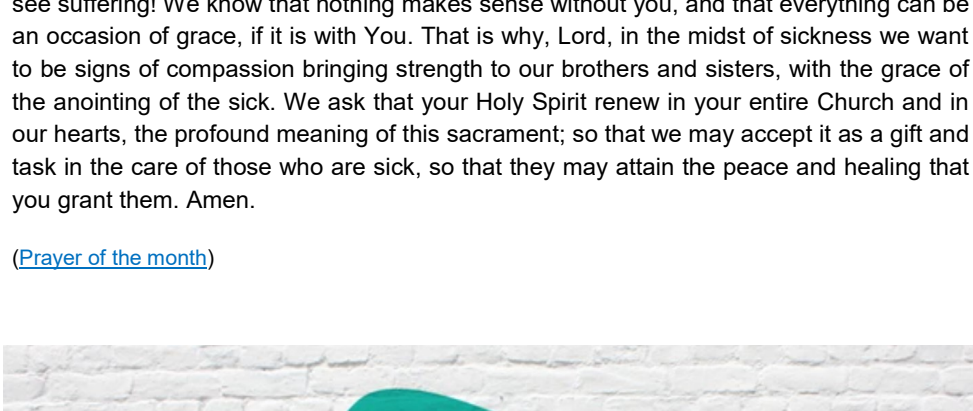 see suffering! We know that nothing makes sense without you, and that everything can be
an occasion of grace, if it is with You. That is why, Lord, in the midst of sickness we want
to be signs of compassion bringing strength to our brothers and sisters, with the grace of
the anointing of the sick. We ask that your Holy Spirit renew in your entire Church and in
our hearts, the profound meaning of this sacrament; so that we may accept it as a gift and
task in the care of those who are sick, so that they may attain the peace and healing that
you grant them. Amen.
(Prayer of the month)